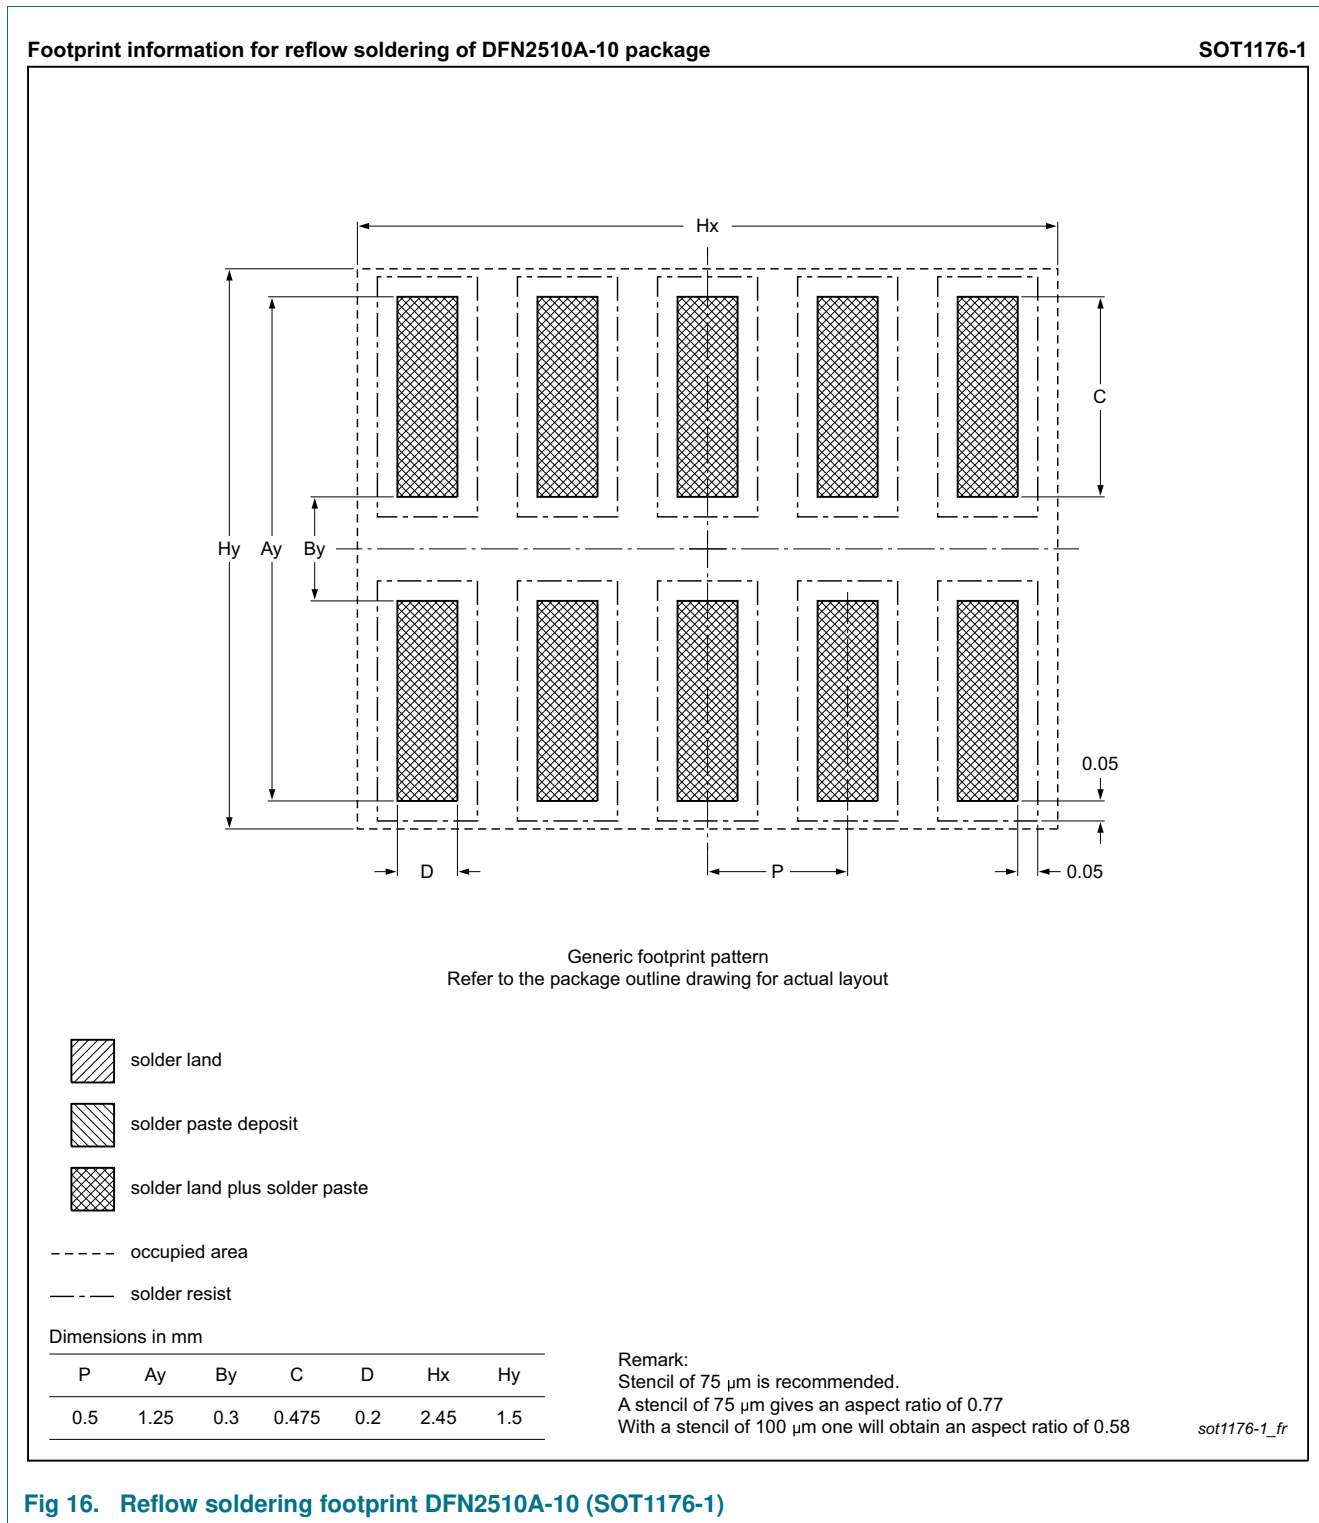 Footprint information for reflow soldering of DFN2510A-10 package SOT1176-1
Hx
C
Hy Ay By
0.05
D P 0.05
Generic footprint pattern
Refer to the package outline drawing for actual layout
solder land
solder paste deposit
solder land plus solder paste
occupied area
solder resist
Dimensions in mm
P Ay By C D Hx Hy
0.5 1.25 0.3 0.475 0.2 2.45 1.5
Remark:
Stencil of 75 μm is recommended.
A stencil of 75 μm gives an aspect ratio of 0.77
With a stencil of 100 μm one will obtain an aspect ratio of 0.58
sot1176-1_fr
Fig 16. Reflow soldering footprint DFN2510A-10 (SOT1176-1)